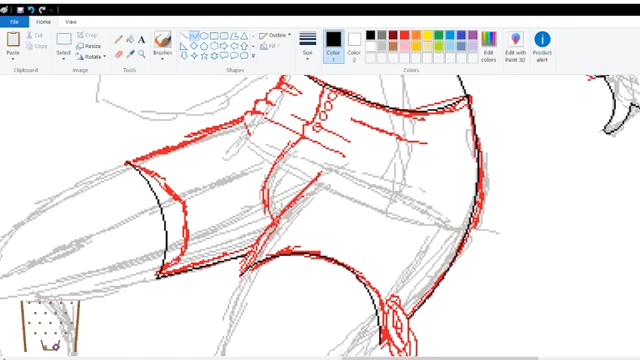 File Home View
Paste
Cut
Copy
Clipboard
Select
Crop
Resize
Rotate
Image
Tools
Brushes
Outline
Fill
Shapes
Size
Color
1
Color
2
Edit
colors
Colors
Edit with
Paint 3D
Product
alert